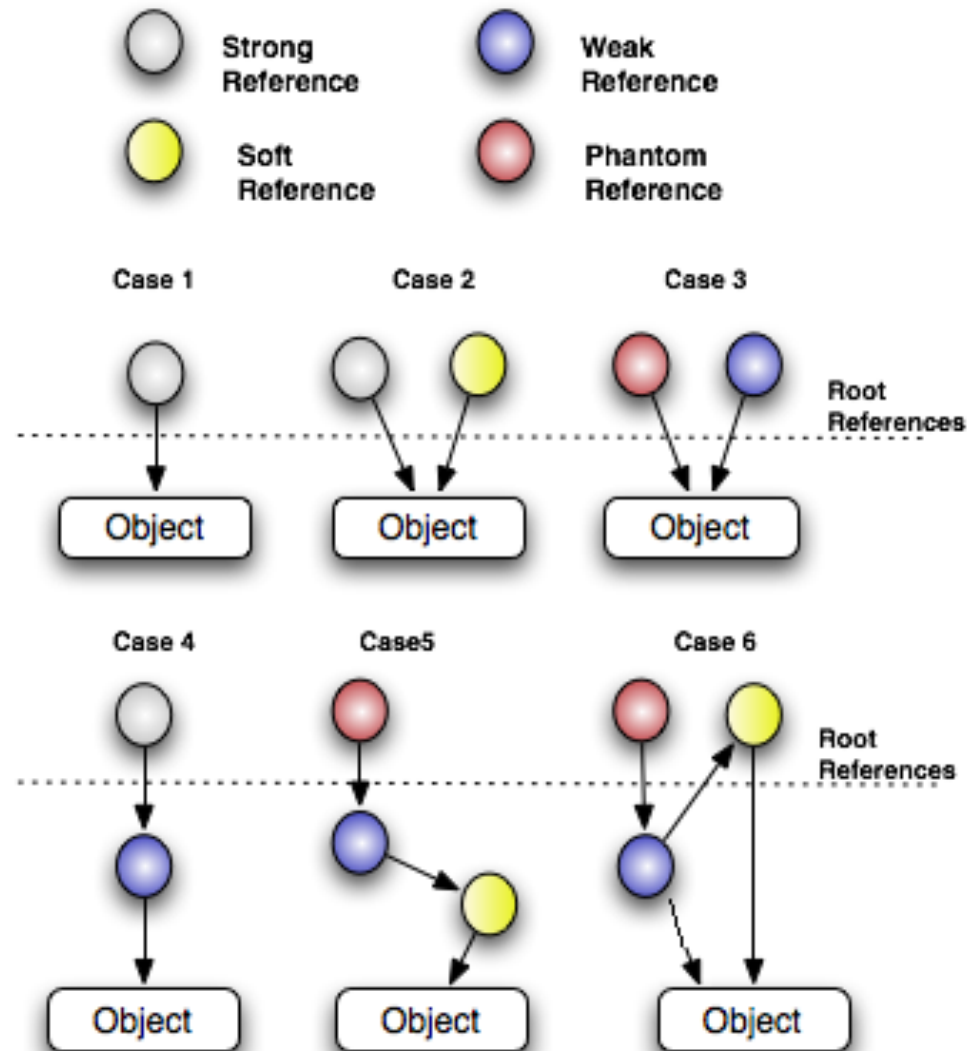 Strong
Reference
Weak
Reference
Soft
Reference
Phantom
Reference
Case 1
Case 2
Case 3
Root
References
Object
Object
Object
Case 4
Case5
Case 6
Root
References
Object
Object
Object